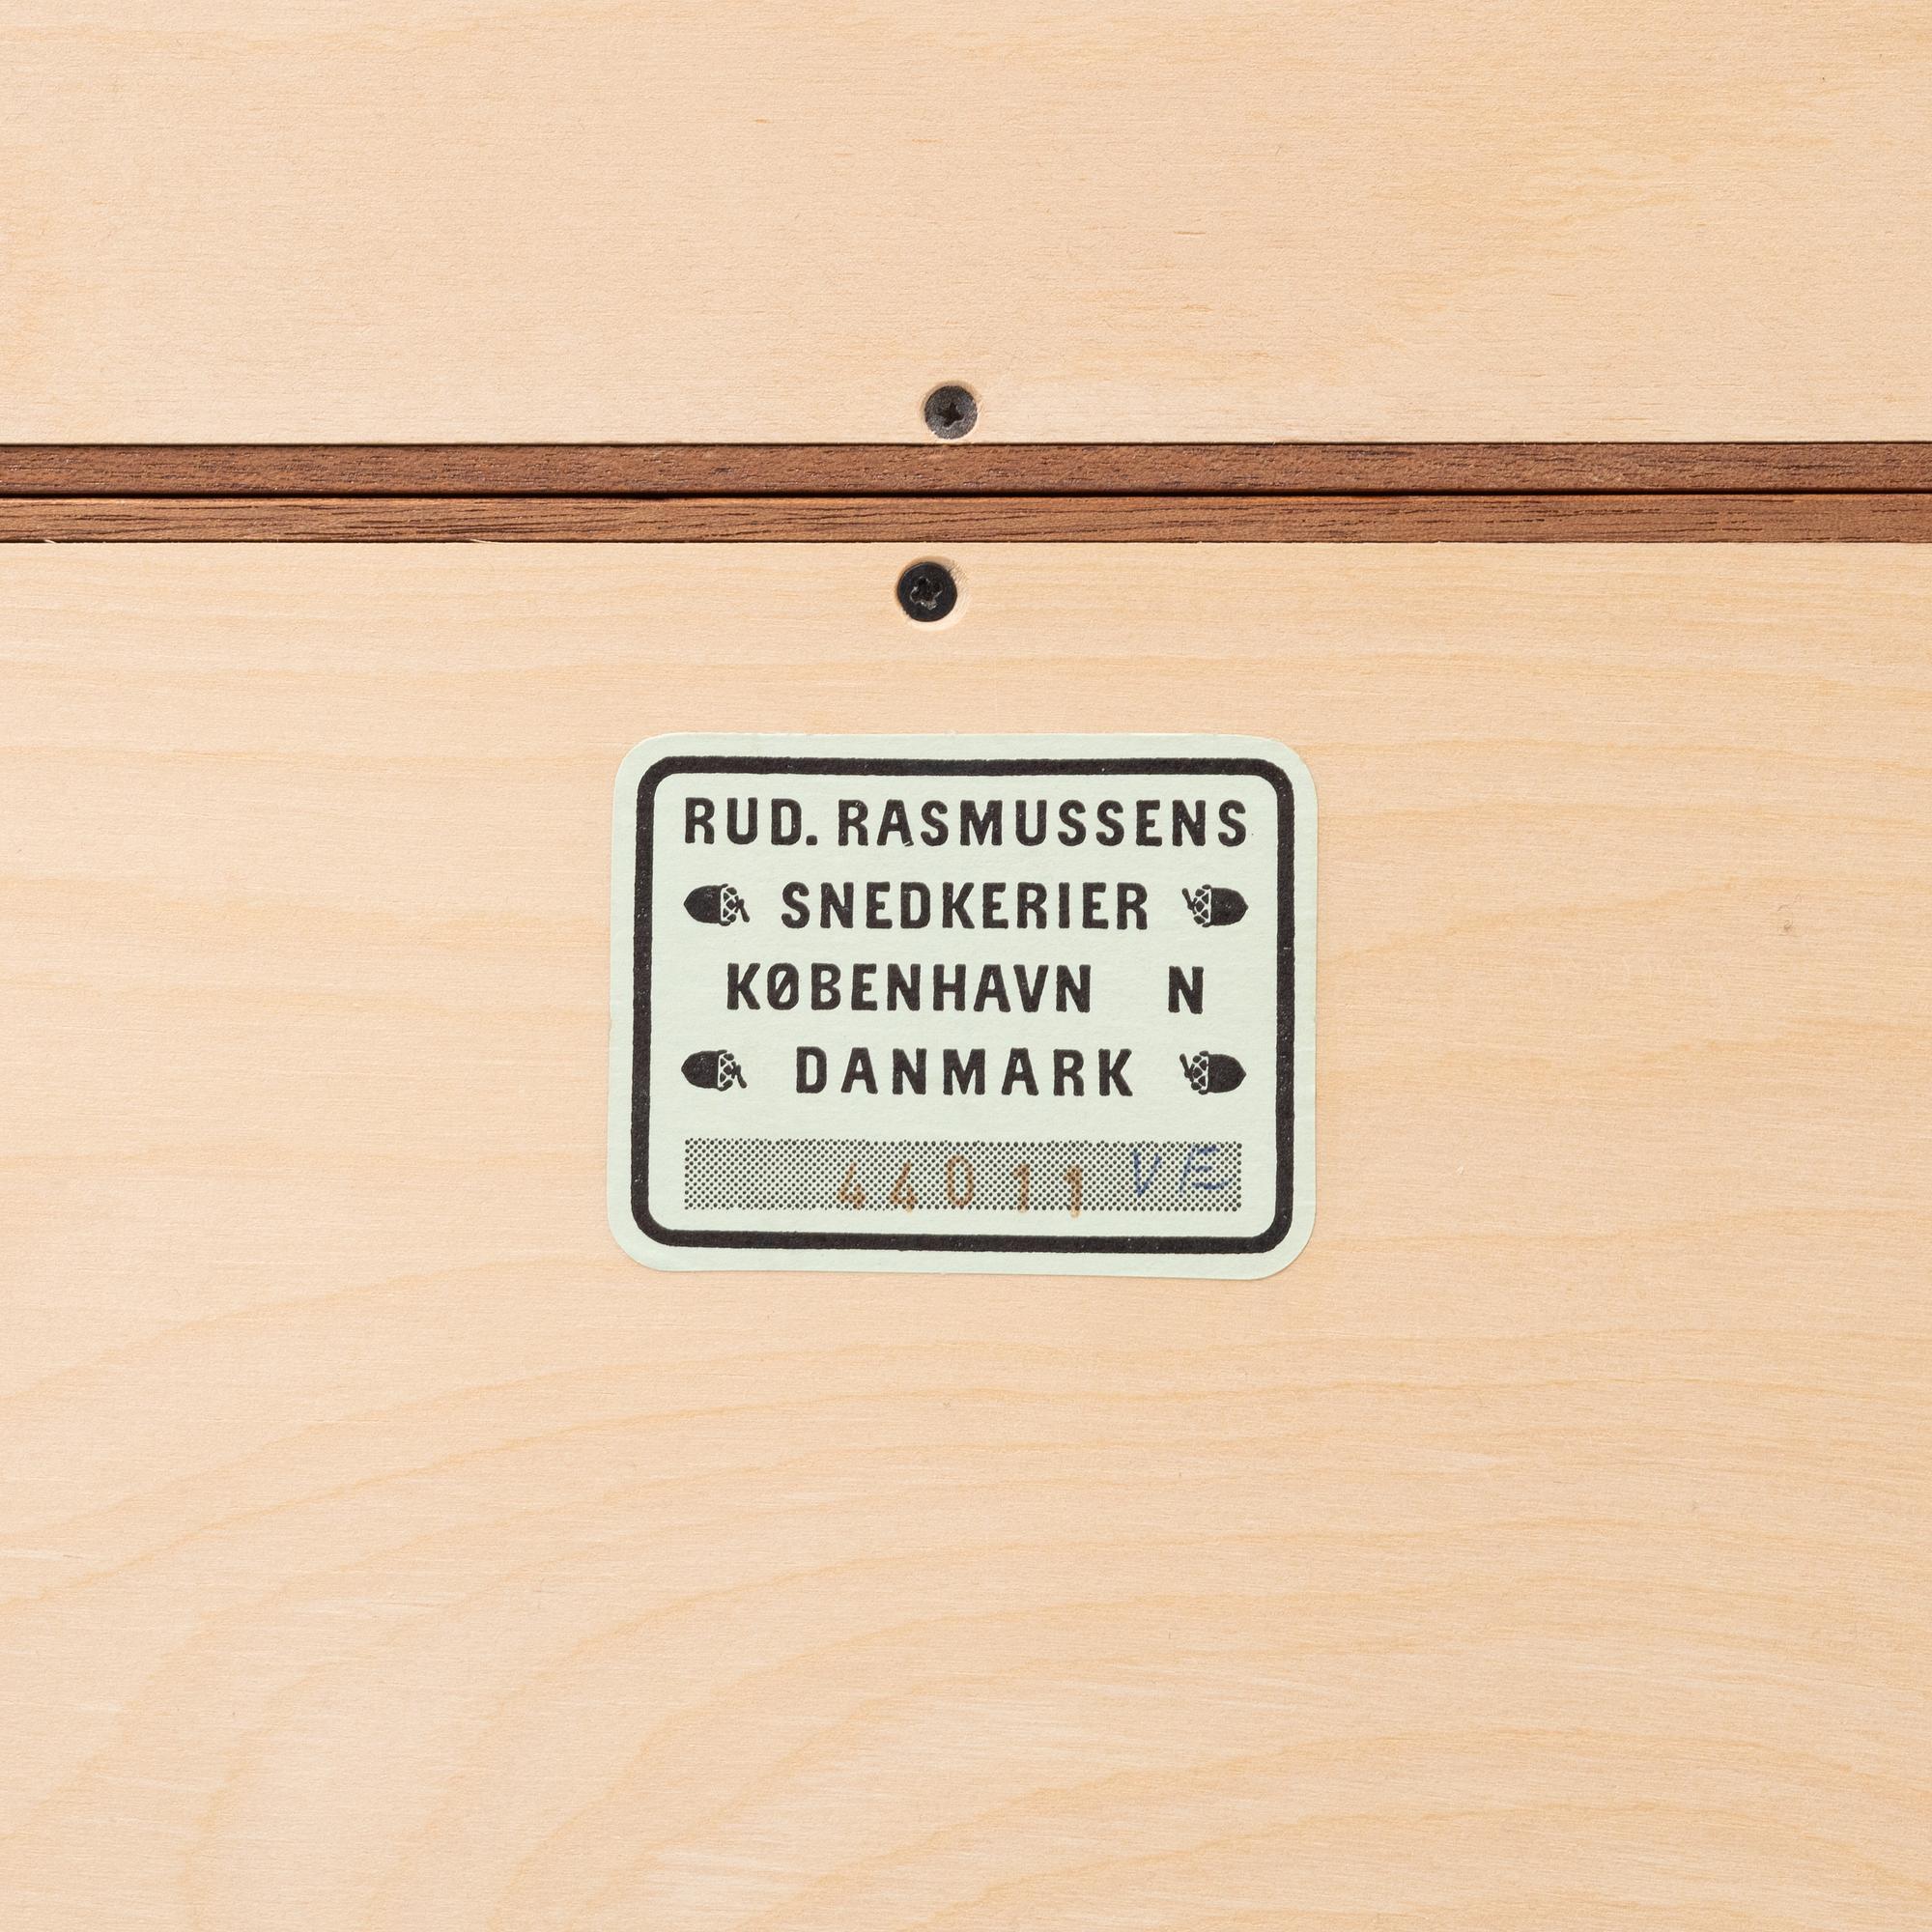 RUD. RASMUSSENS
SNEDKERIER
KØBENHAVN N
DANMARK
44011 VE